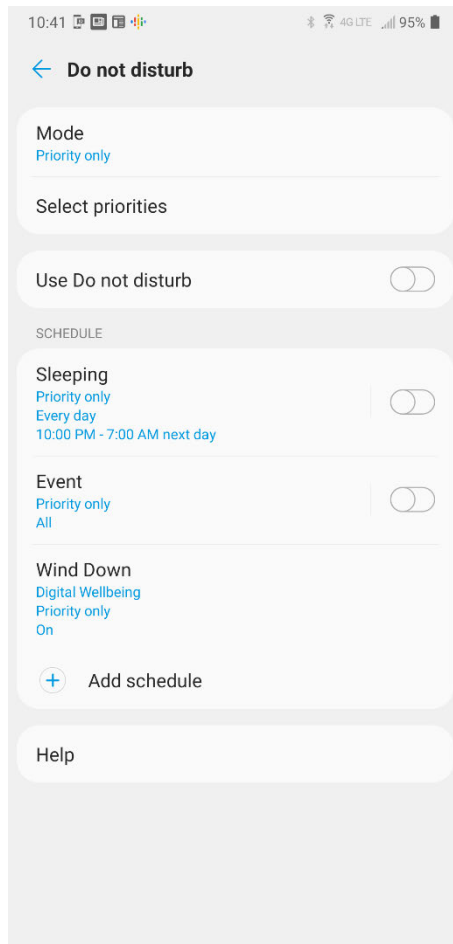 10:41 4G LTE 95%
Do not disturb
Mode
Priority only
Select priorities
Use Do not disturb
SCHEDULE
Sleeping
Priority only
Every day
10:00 PM - 7:00 AM next day
Event
Priority only
All
Wind Down
Digital Wellbeing
Priority only
On
Add schedule
Help